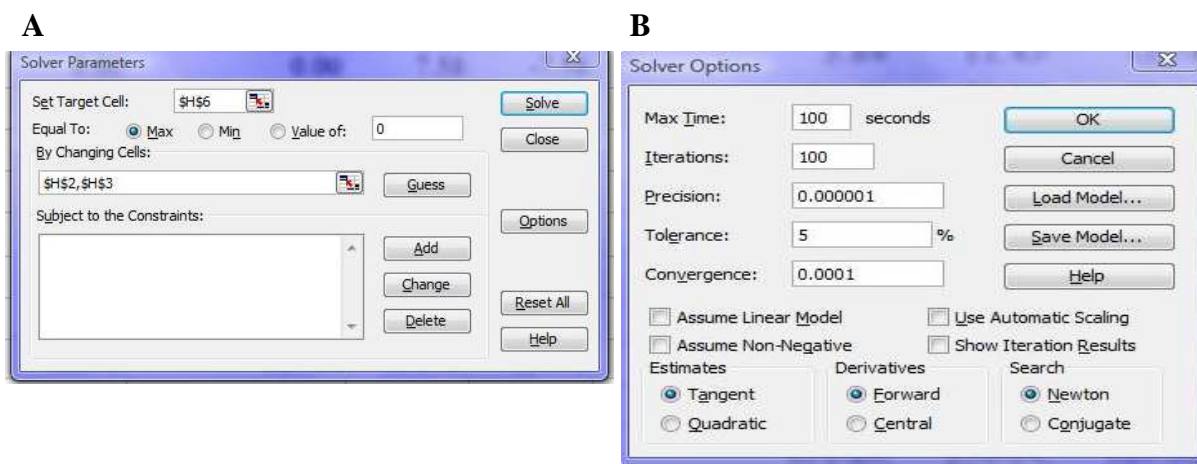 A
Solver Parameters
Set Target Cell: $H$6
Solve
Equal To: Max Min Value of: 0
Close
By Changing Cells:
$H$2,$H$3
Guess
Subject to the Constraints:
Options
Add
Change
Reset All
Delete
Help
B
Solver Options
Max Time: 100 seconds
OK
Iterations: 100
Cancel
Precision: 0.000001
Load Model...
Tolerance: 5 %
Save Model...
Convergence: 0.0001
Help
Assume Linear Model
Use Automatic Scaling
Assume Non-Negative
Show Iteration Results
Estimates Derivatives Search
Tangent Forward Newton
Quadratic Central Conjugate